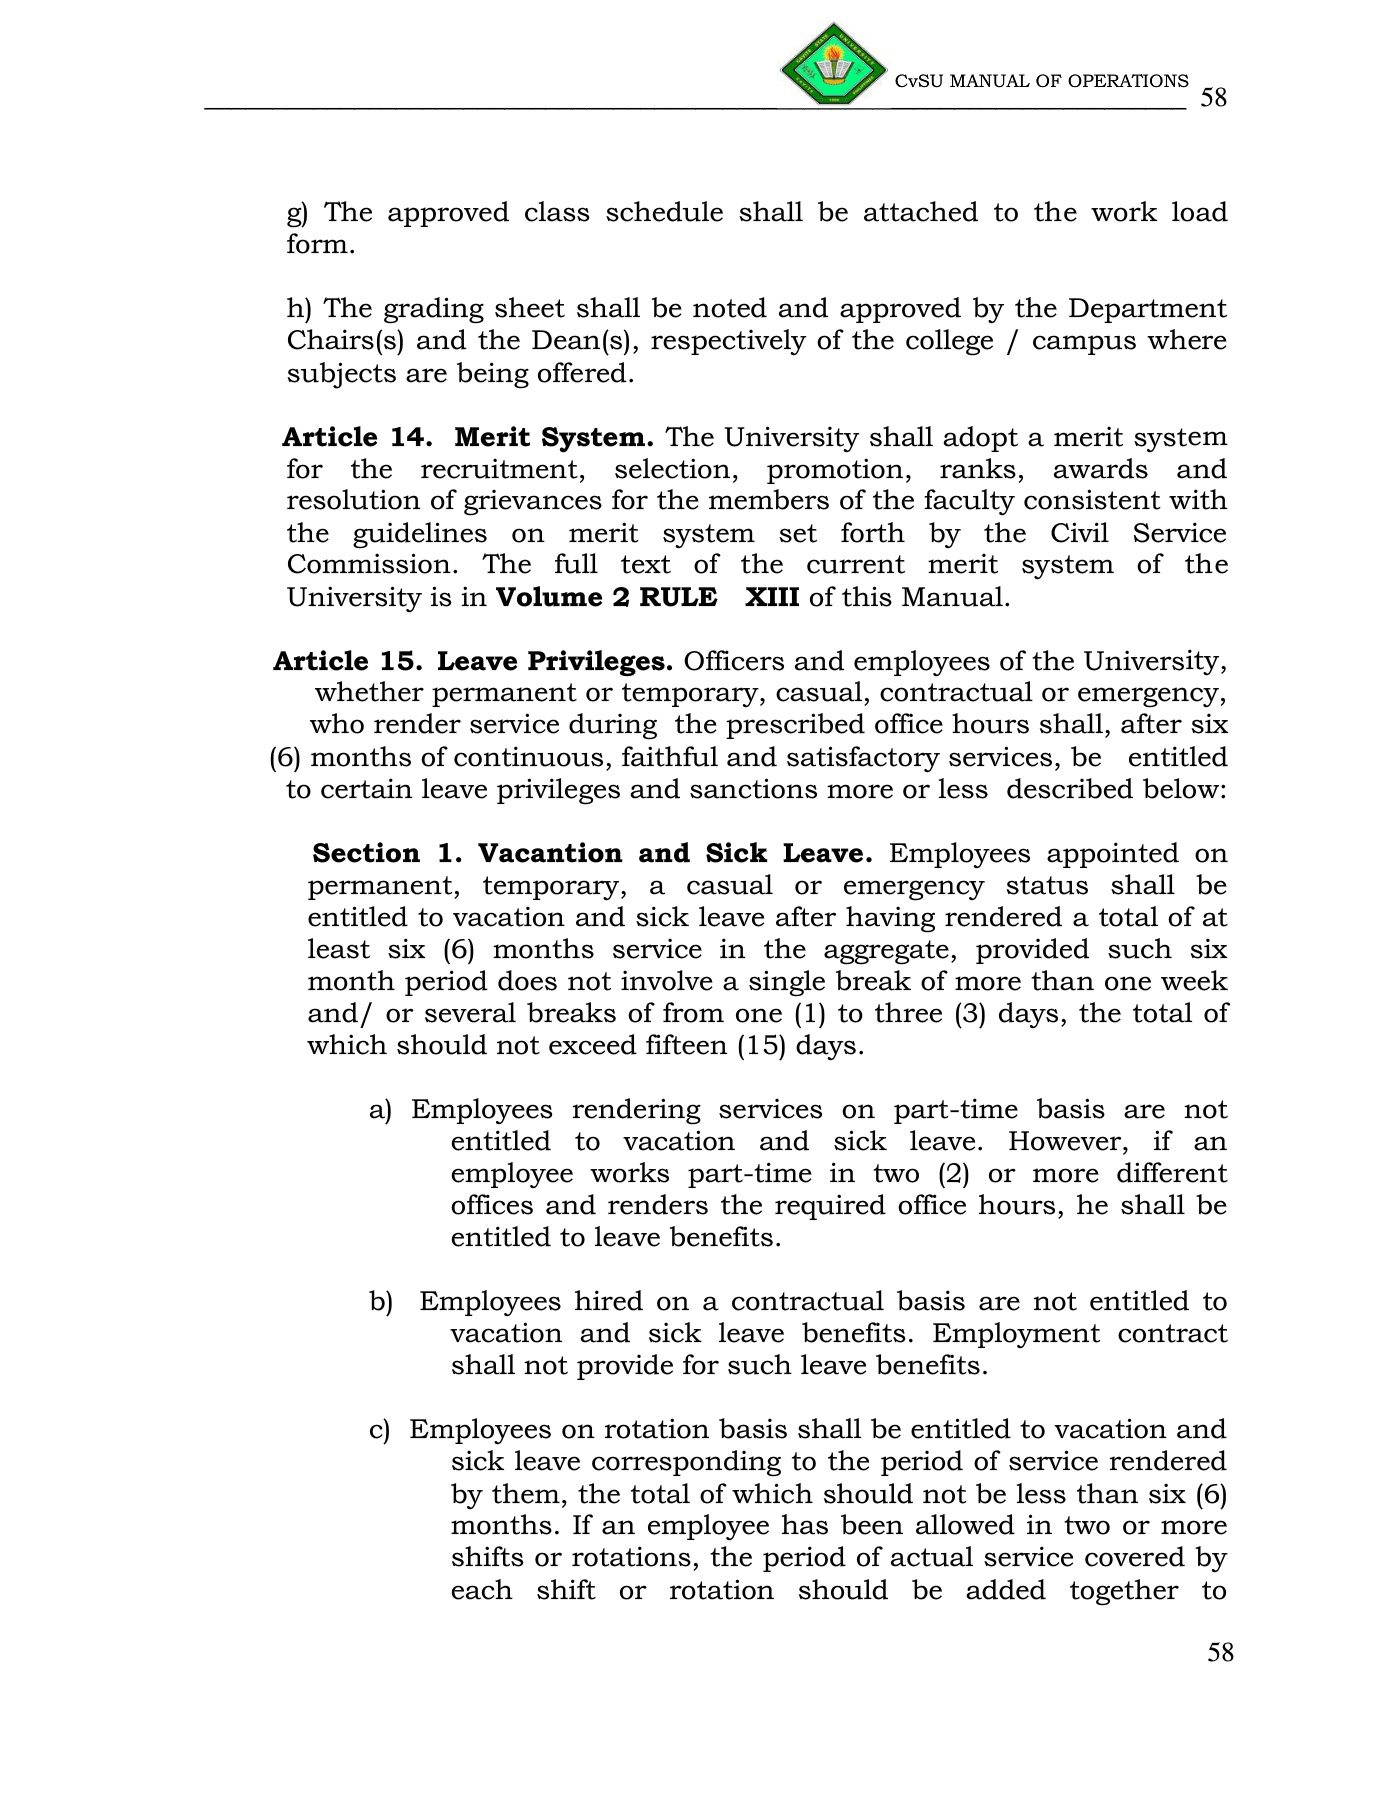 CvSU MANUAL OF OPERATIONS
58
g) The approved class schedule shall be attached to the work load
form.
h) The grading sheet shall be noted and approved by the Department
Chairs(s) and the Dean(s), respectively of the college / campus where
subjects are being offered.
Article 14. Merit System. The University shall adopt a merit system
for the recruitment, selection, promotion, ranks, awards and
resolution of grievances for the members of the faculty consistent with
the guidelines on merit system set forth by the Civil Service
Commission. The full text of the current merit system of the
University is in Volume 2 RULE XIII of this Manual.
Article 15. Leave Privileges. Officers and employees of the University,
whether permanent or temporary, casual, contractual or emergency,
who render service during the prescribed office hours shall, after six
(6) months of continuous, faithful and satisfactory services, be entitled
to certain leave privileges and sanctions more or less described below:
Section 1. Vacantion and Sick Leave. Employees appointed on
permanent, temporary, a casual or emergency status shall be
entitled to vacation and sick leave after having rendered a total of at
least six (6) months service in the aggregate, provided such six
month period does not involve a single break of more than one week
and/ or several breaks of from one (1) to three (3) days, the total of
which should not exceed fifteen (15) days.
a) Employees rendering services on part-time basis are not
entitled to vacation and sick leave. However, if an
employee works part-time in two (2) or more different
offices and renders the required office hours, he shall be
entitled to leave benefits.
b) Employees hired on a contractual basis are not entitled to
vacation and sick leave benefits. Employment contract
shall not provide for such leave benefits.
c) Employees on rotation basis shall be entitled to vacation and
sick leave corresponding to the period of service rendered
by them, the total of which should not be less than six (6)
months. If an employee has been allowed in two or more
shifts or rotations, the period of actual service covered by
each shift or rotation should be added together to
58